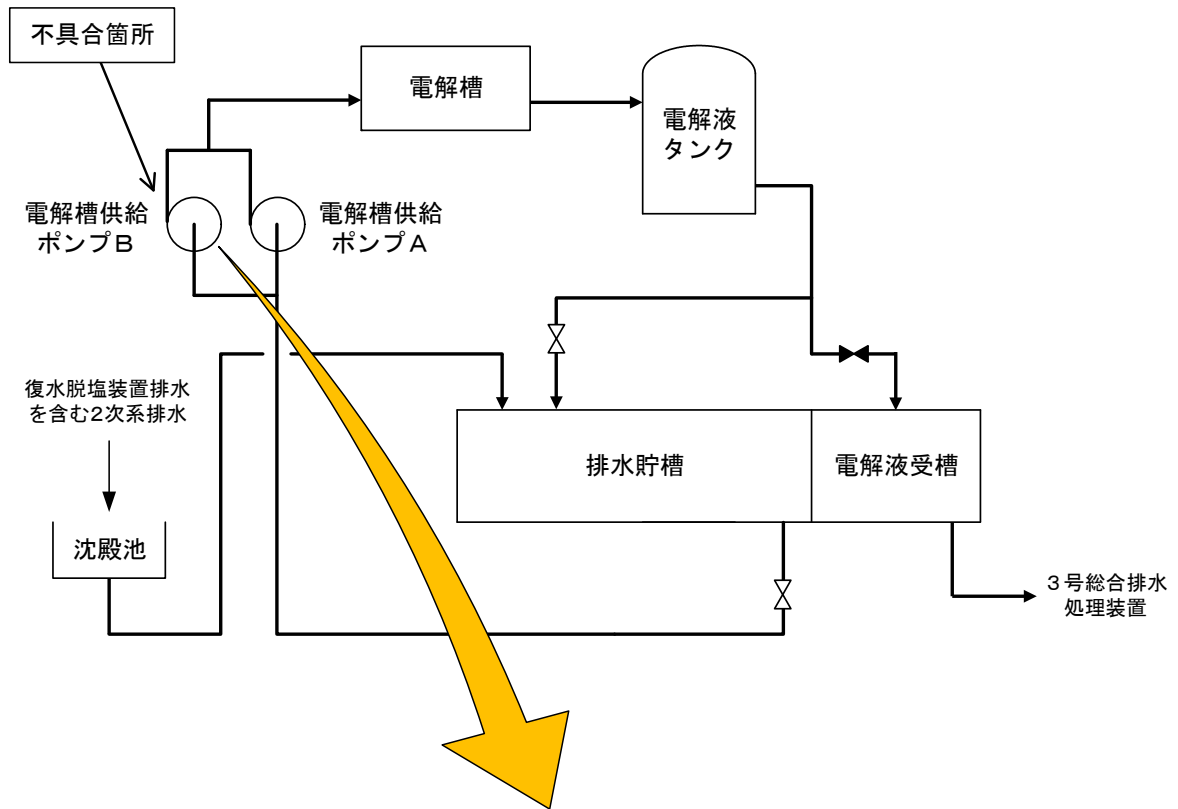 不具合箇所
電解槽
電解液
タンク
電解槽供給
ポンプB
電解槽供給
ポンプA
復水脱塩装置排水
を含む2次系排水
排水貯槽
電解液受槽
沈殿池
3号総合排水
処理装置